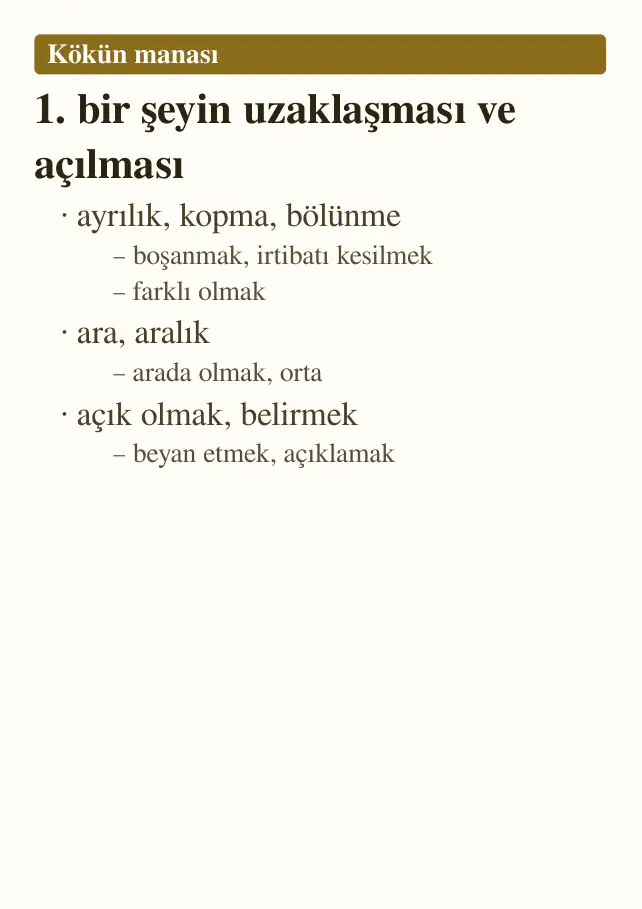 Kökün manası
1. bir şeyin uzaklaşması ve
açılması
· ayrılık, kopma, bölünme
– boşanmak, irtibatı kesilmek
– farklı olmak
· ara, aralık
– arada olmak, orta
· açık olmak, belirmek
– beyan etmek, açıklamak